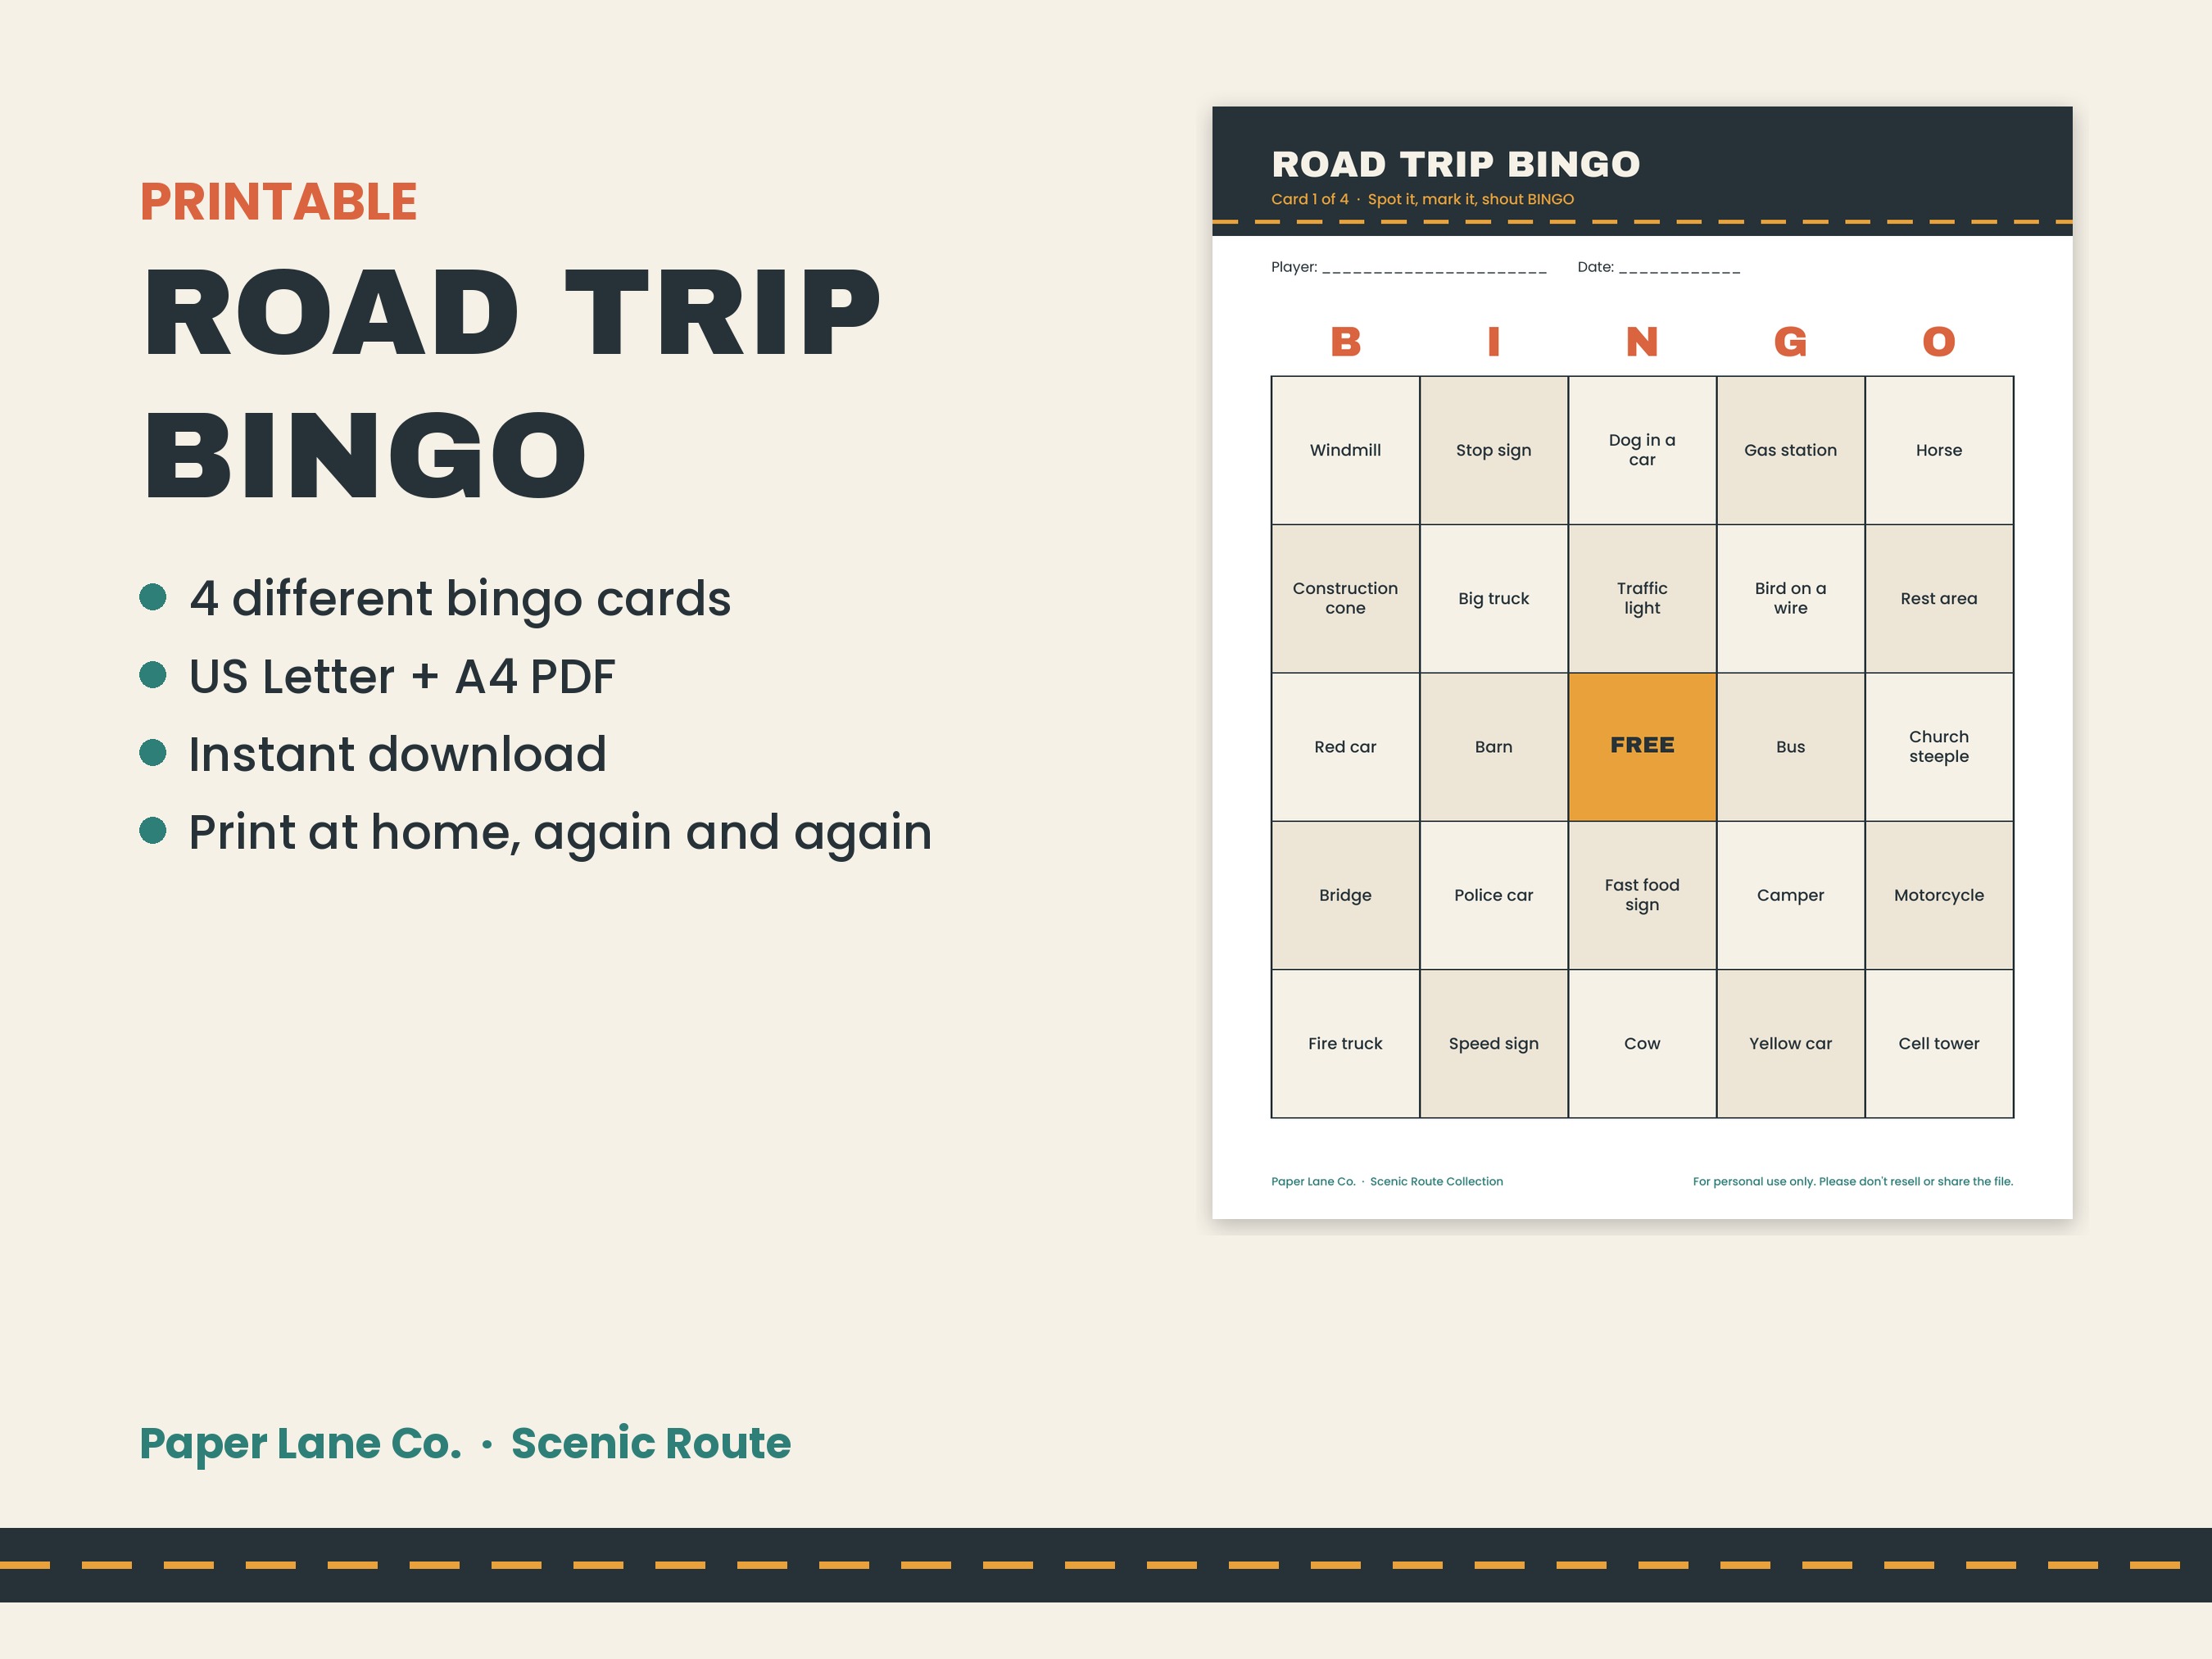 PRINTABLE
ROAD TRIP
BINGO
4 different bingo cards
US Letter + A4 PDF
Instant download
Print at home, again and again
Paper Lane Co. · Scenic Route
ROAD TRIP BINGO
Card 1 of 4 · Spot it, mark it, shout BINGO
Player: ______________________ Date: ____________
B I N G O
Windmill
Stop sign
Dog in a
car
Gas station
Horse
Construction
cone
Big truck
Traffic
light
Bird on a
wire
Rest area
Red car
Barn
FREE
Bus
Church
steeple
Bridge
Police car
Fast food
sign
Camper
Motorcycle
Fire truck
Speed sign
Cow
Yellow car
Cell tower
Paper Lane Co. · Scenic Route Collection
For personal use only. Please don't resell or share the file.